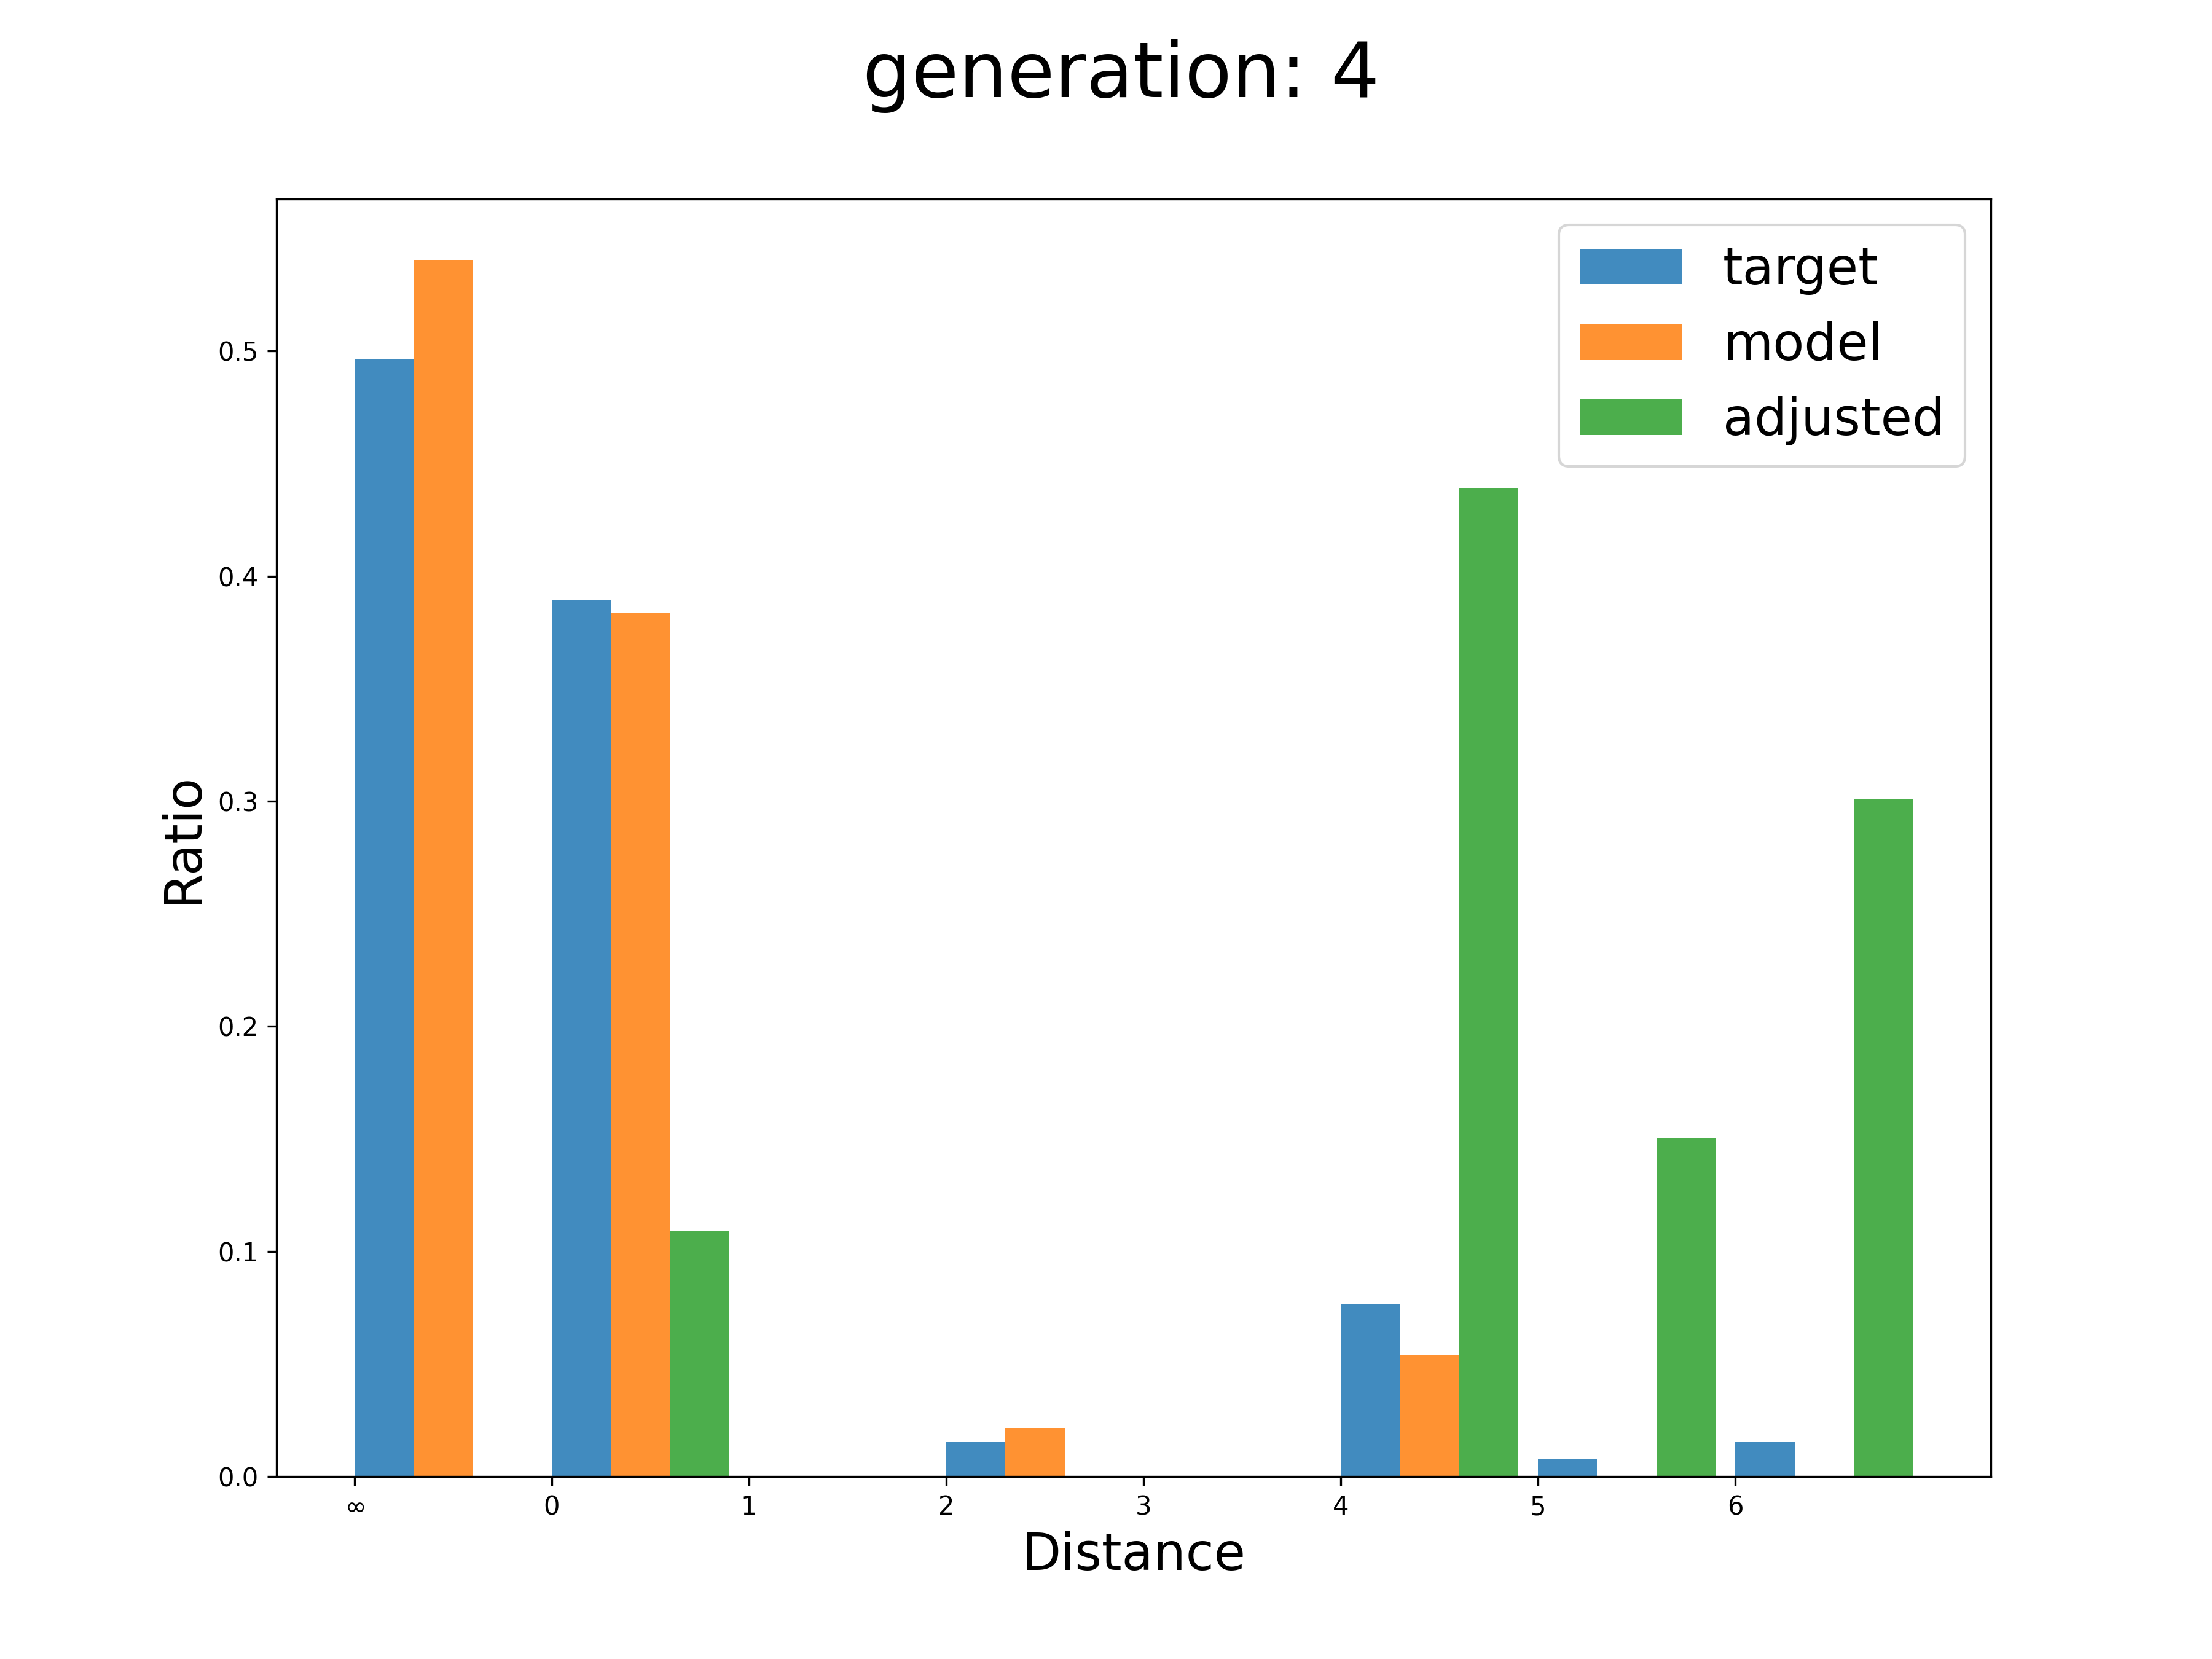 generation: 4
target
model
adjusted
Ratio
0.5
0.4
0.3
0.2
0.1
0.0
∞ 0 1 2 3 4 5 6
Distance